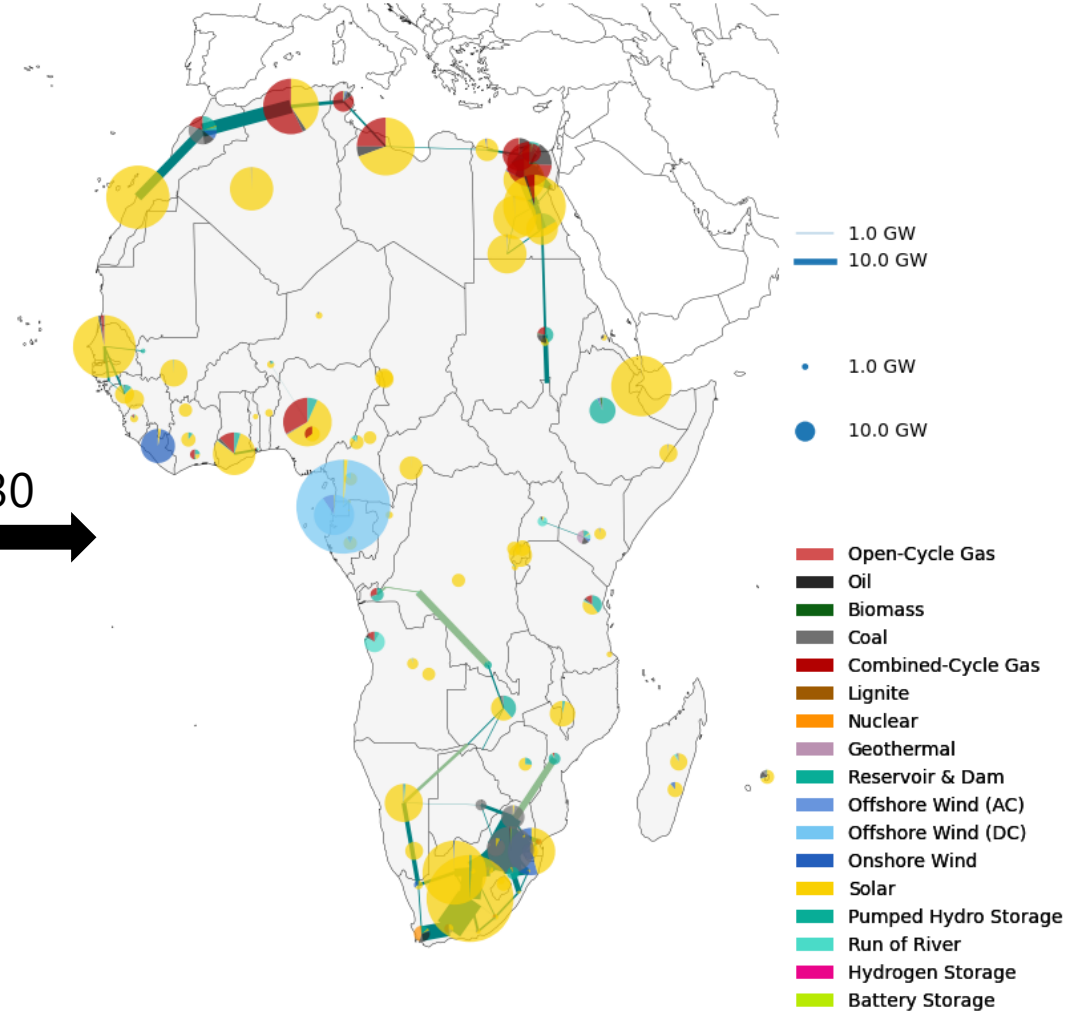 1.0 GW
10.0 GW
1.0 GW
10.0 GW
30
Open-Cycle Gas
Oil
Biomass
Coal
Combined-Cycle Gas
Lignite
Nuclear
Geothermal
Reservoir & Dam
Offshore Wind (AC)
Offshore Wind (DC)
Onshore Wind
Solar
Pumped Hydro Storage
Run of River
Hydrogen Storage
Battery Storage